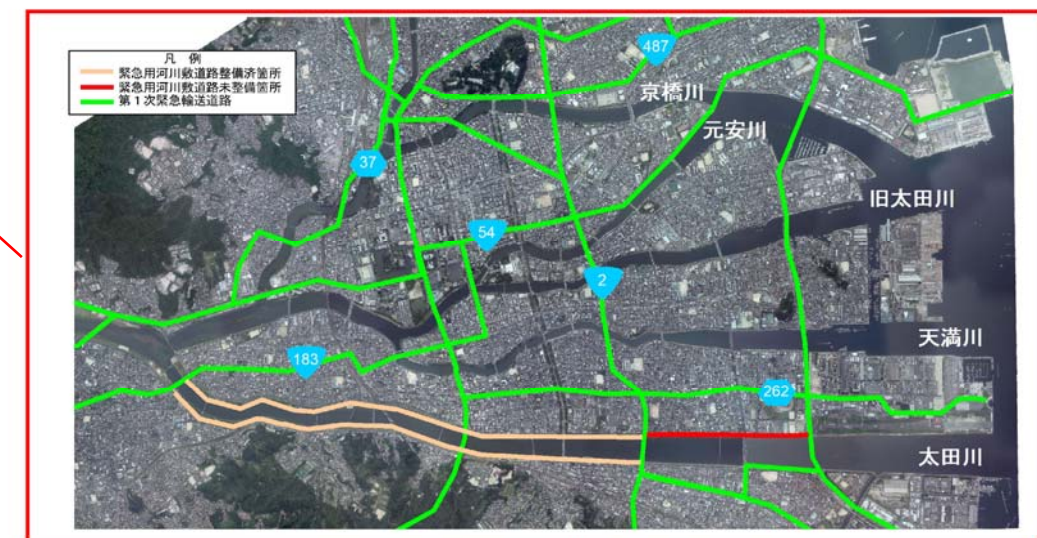 凡 例
緊急用河川敷道路整備済箇所
緊急用河川敷道路未整備箇所
第1次緊急輸送道路
487
京橋川
元安川
37
旧太田川
54
2
天満川
183
262
太田川